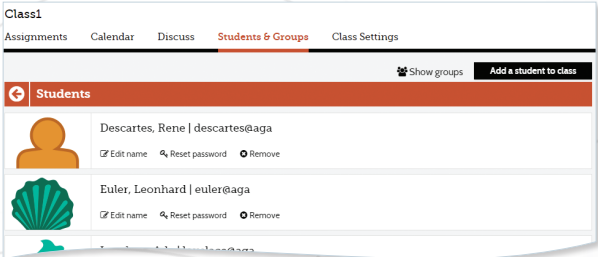 Class1
Assignments Calendar Discuss Students & Groups Class Settings
Show groups Add a student to class
Students
Descartes, Rene | descartes@aga
Edit name Reset password Remove
Euler, Leonhard | euler@aga
Edit name Reset password Remove